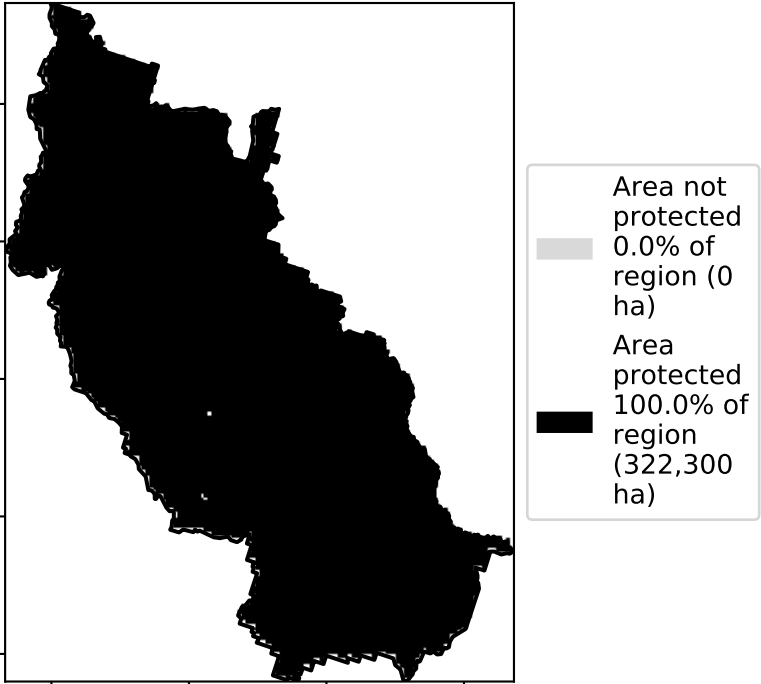 Area not
protected
0.0% of
region (0
ha)
Area
protected
100.0% of
region
(322,300
ha)